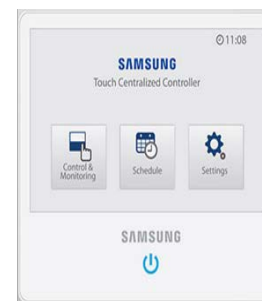 11:08
SAMSUNG
Touch Centralized Controller
Control &
Monitoring
Schedule
Settings
SAMSUNG